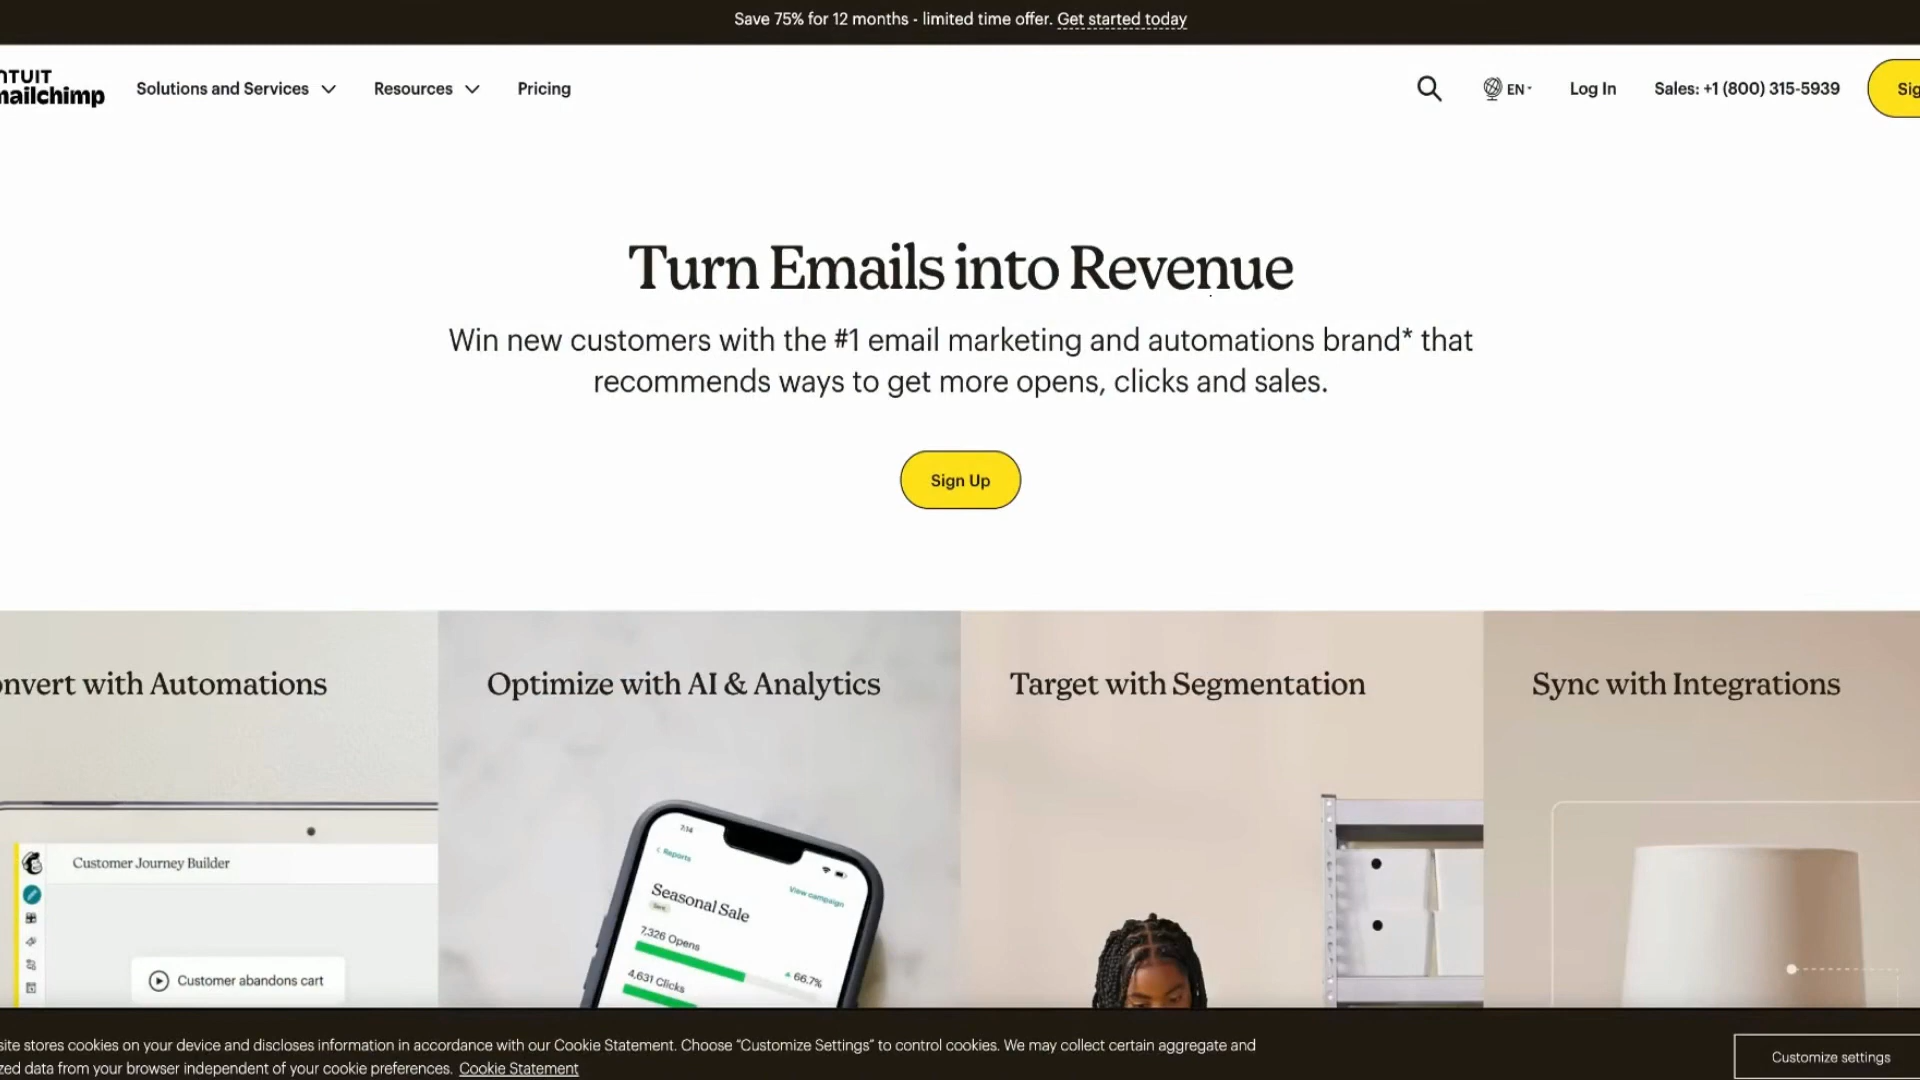 Save 75% for 12 months - limited time offer. Get started today
NTUIT
mailchimp
Solutions and Services
Resources
Pricing
EN
Log In
Sales: +1 (800) 315-5939
Sig
Turn Emails into Revenue
Win new customers with the #1 email marketing and automations brand* that
recommends ways to get more opens, clicks and sales.
Sign Up
onvert with Automations
Optimize with AI & Analytics
Target with Segmentation
Sync with Integrations
Customer Journey Builder
Customer abandons cart
7:14
Reports
View campaign
Seasonal Sale
7,326 Opens
66.7%
4,631 Clicks
site stores cookies on your device and discloses information in accordance with our Cookie Statement. Choose “Customize Settings” to control cookies. We may collect certain aggregate and
zed data from your browser independent of your cookie preferences. Cookie Statement
Customize settings